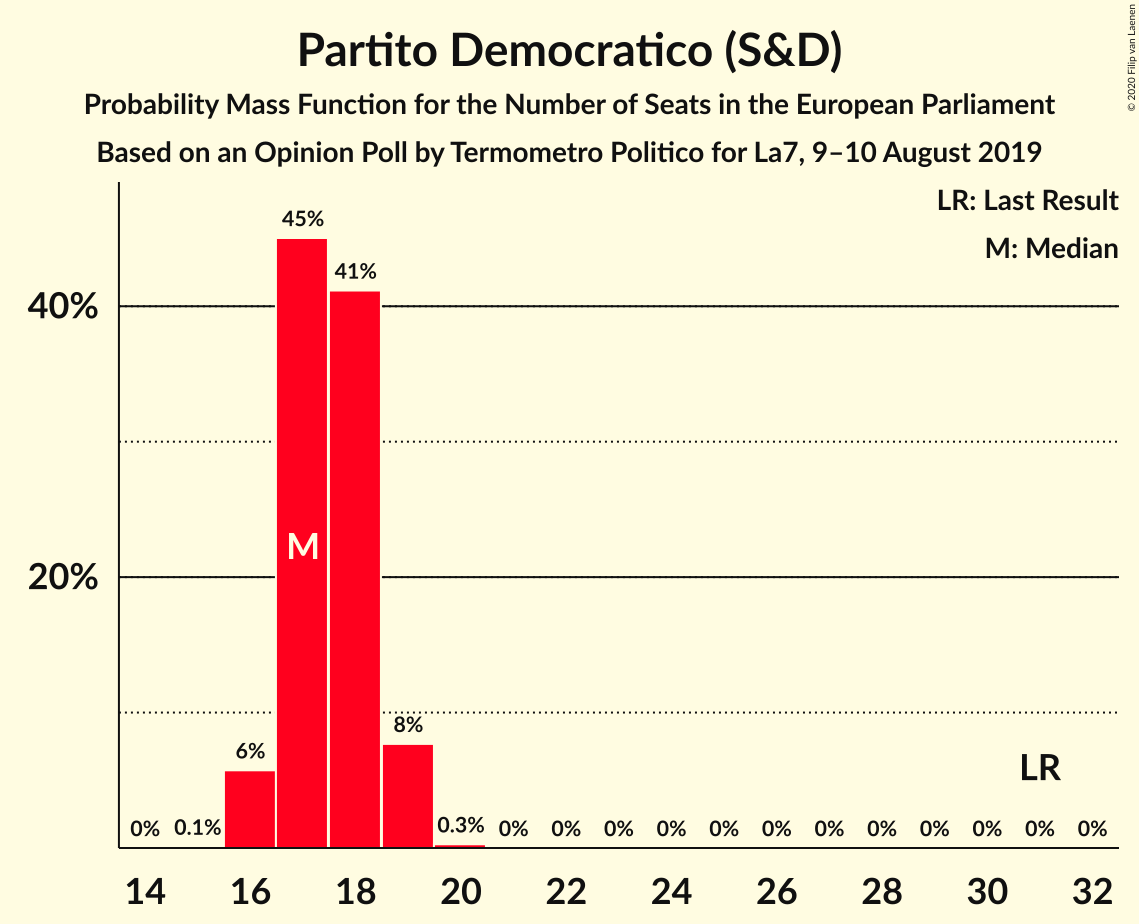 Partito Democratico (S&D)
Probability Mass Function for the Number of Seats in the European Parliament
Based on an Opinion Poll by Termometro Politico for La7, 9–10 August 2019
© 2020 Filip van Laenen
LR: Last Result
M: Median
45%
41%
40%
M
20%
8%
6%
LR
0% 0.1% 0.3% 0% 0% 0% 0% 0% 0% 0% 0% 0% 0% 0% 0%
14 16 18 20 22 24 26 28 30 32